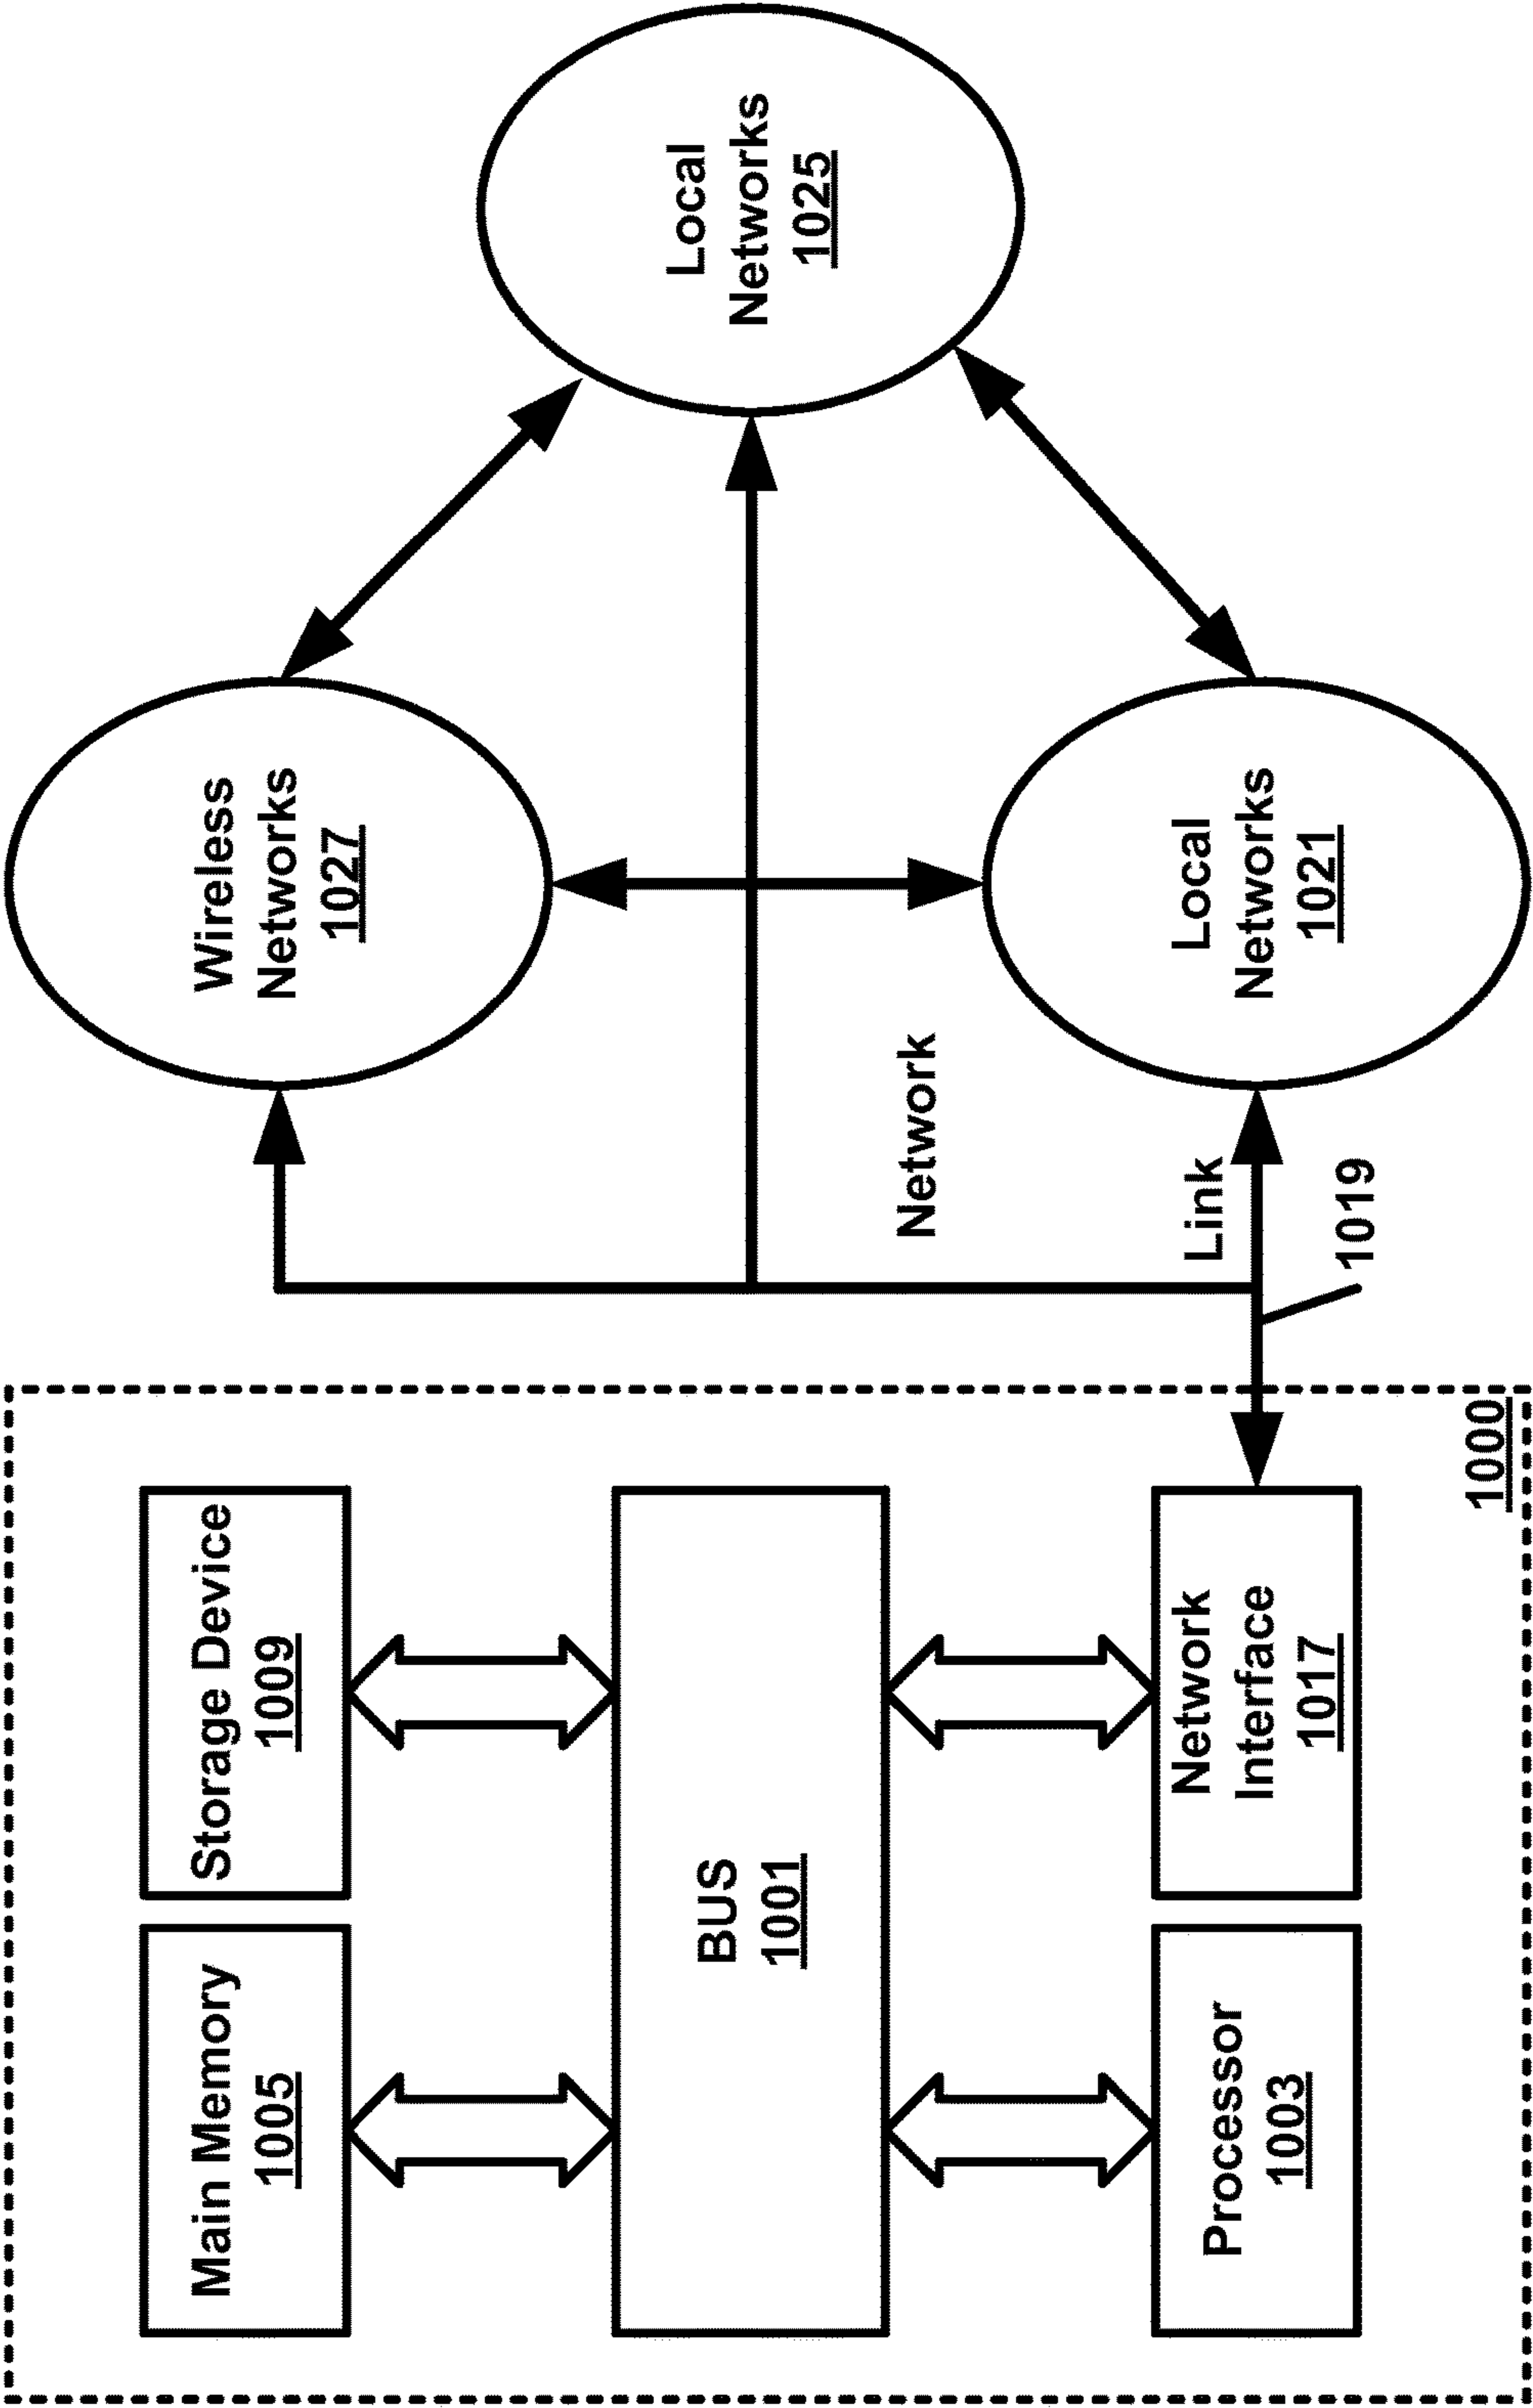 Main Memory
1005
Storage Device
1009
BUS
1001
Processor
1003
Network
Interface
1017
1000
Wireless
Networks
1027
Local
Networks
1025
Network
Link
1019
Local
Networks
1021